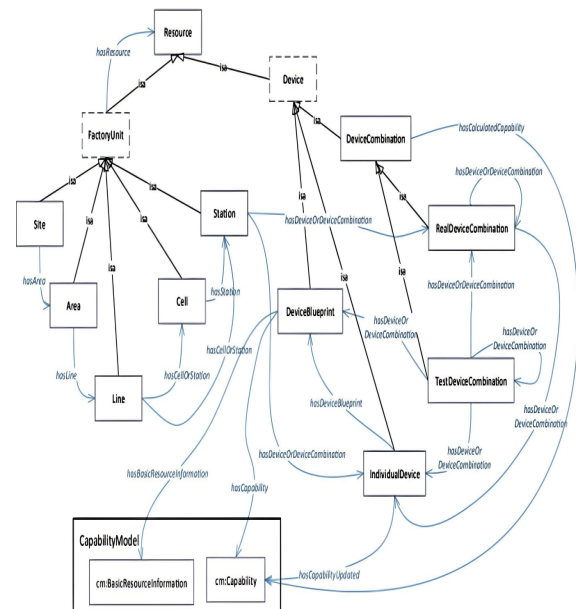 Resource
hasResource
isa
isa
Device
FactoryUnit
isa
DeviceCombination
hasCalculatedCapability
isa
isa
isa
isa
isa
isa
isa
isa
isa
isa
hasDeviceOrDeviceCombination
Site
Station
hasDeviceOrDeviceCombination
RealDeviceCombination
hasArea
Area
Cell
hasStation
DeviceBlueprint
hasDeviceOrDeviceCombination
hasDeviceOr
DeviceCombination
hasLine
hasCellOrStation
hasCellOrStation
Line
hasDeviceOr
DeviceCombination
TestDeviceCombination
hasDeviceBlueprint
hasDeviceOr
DeviceCombination
hasDeviceOrDeviceCombination
hasDeviceOr
DeviceCombination
hasBasicResourceInformation
IndividualDevice
hasCapability
CapabilityModel
cm:BasicResourceInformation
cm:Capability
hasCapabilityUpdated